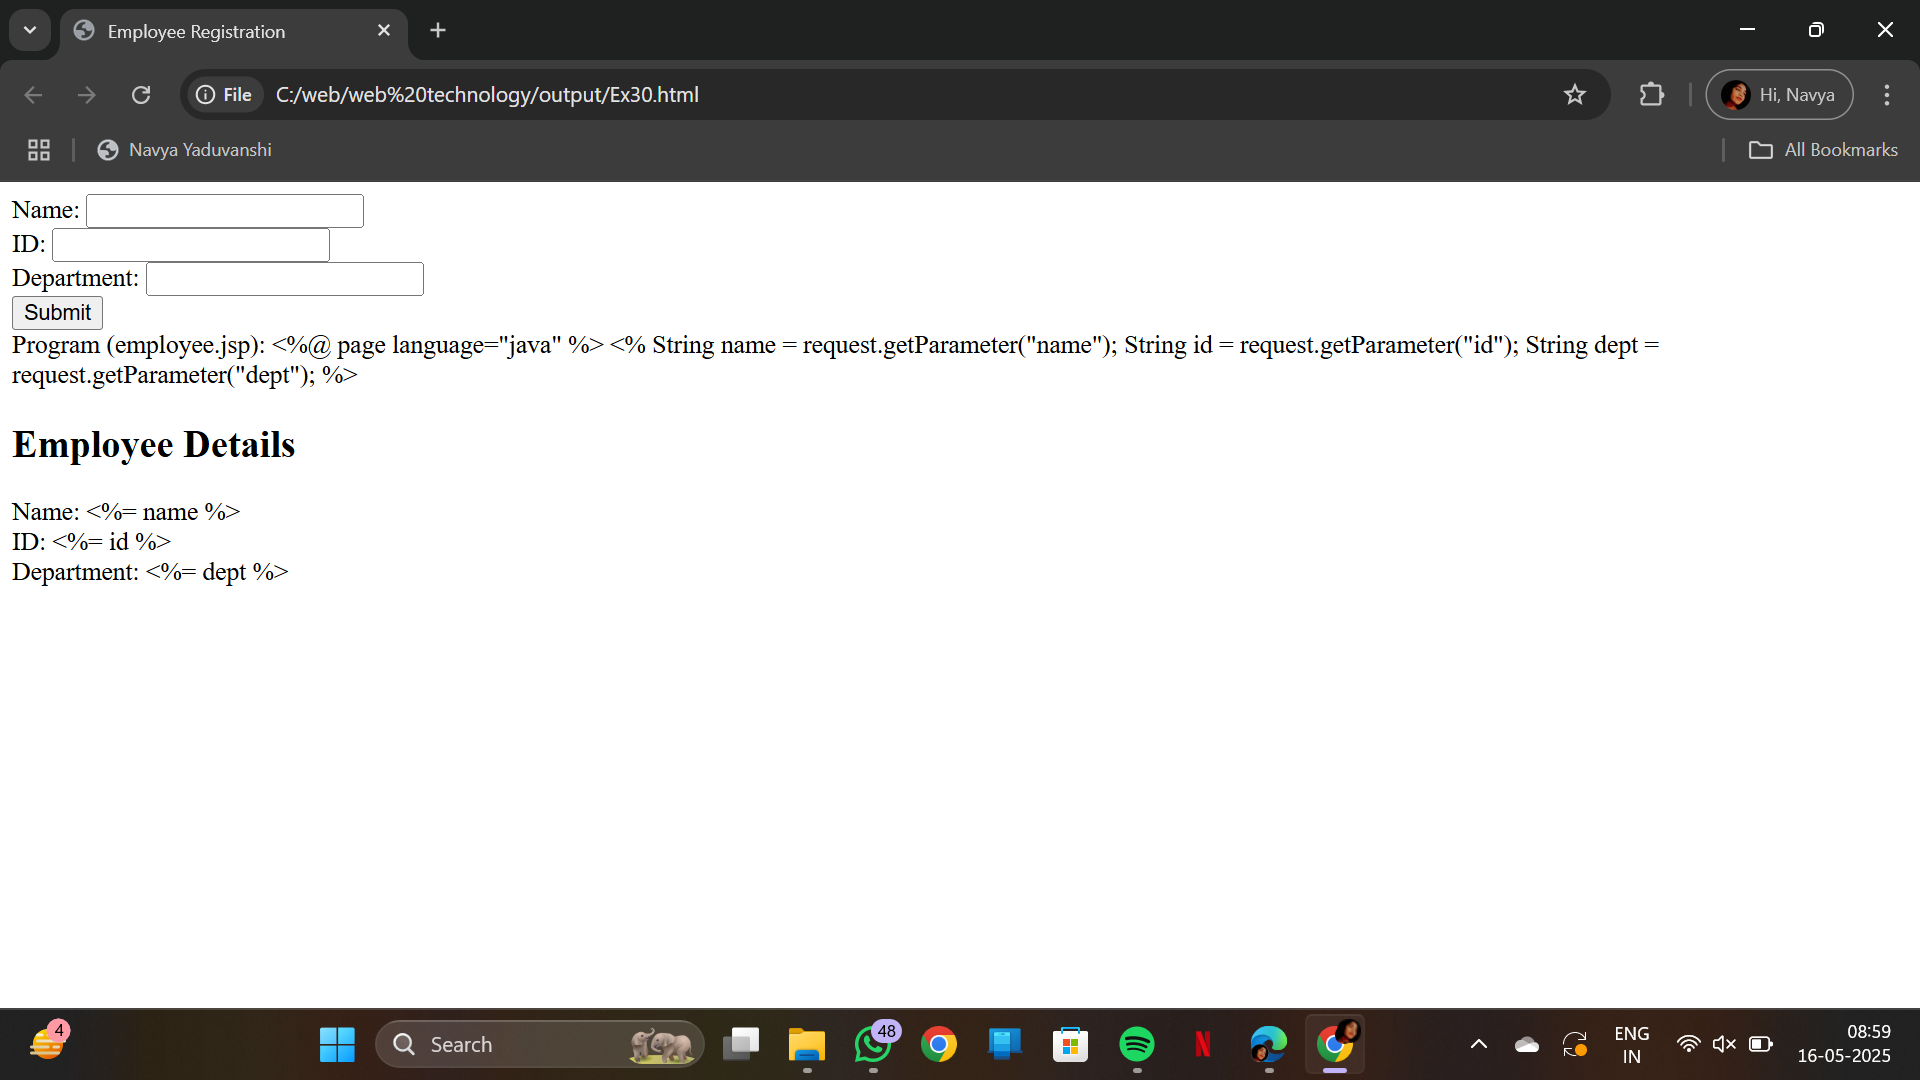 Employee Registration
File
C:/web/web%20technology/output/Ex30.html
Hi, Navya
Navya Yaduvanshi
All Bookmarks
Name:
ID:
Department:
Submit
Program (employee.jsp): <%@ page language="java" %> <% String name = request.getParameter("name"); String id = request.getParameter("id"); String dept =
request.getParameter("dept"); %>
Employee Details
Name: <%= name %>
ID: <%= id %>
Department: <%= dept %>
4
Search
48
N
ENG
IN
08:59
16-05-2025